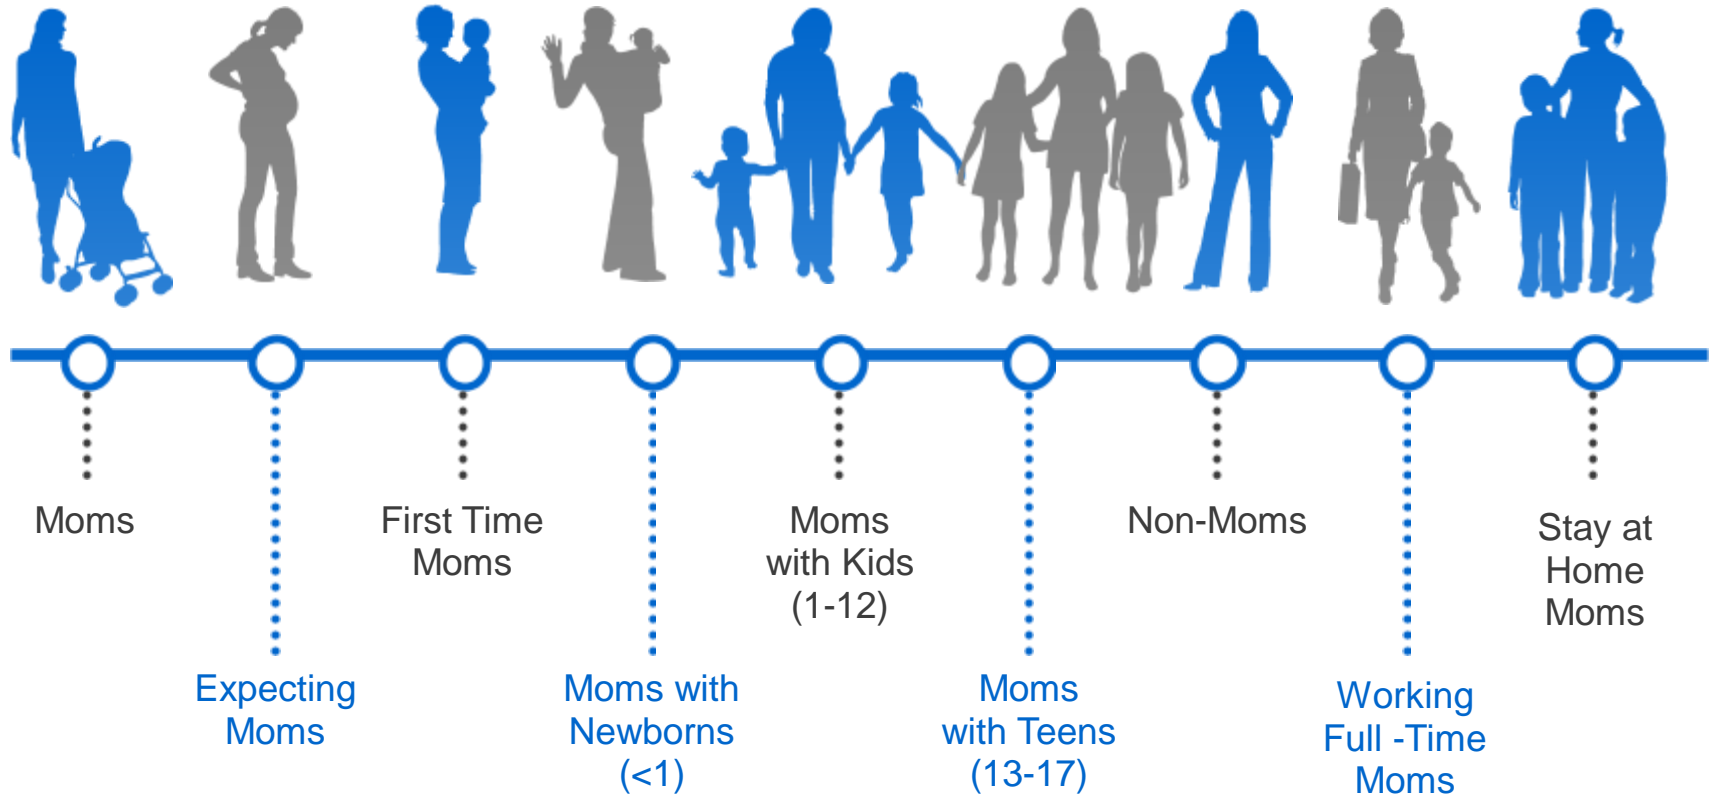 Moms
Expecting
Moms
First Time
Moms
Moms with
Newborns
(<1)
Moms
with Kids
(1-12)
Moms
with Teens
(13-17)
Non-Moms
Working
Full -Time
Moms
Stay at
Home
Moms